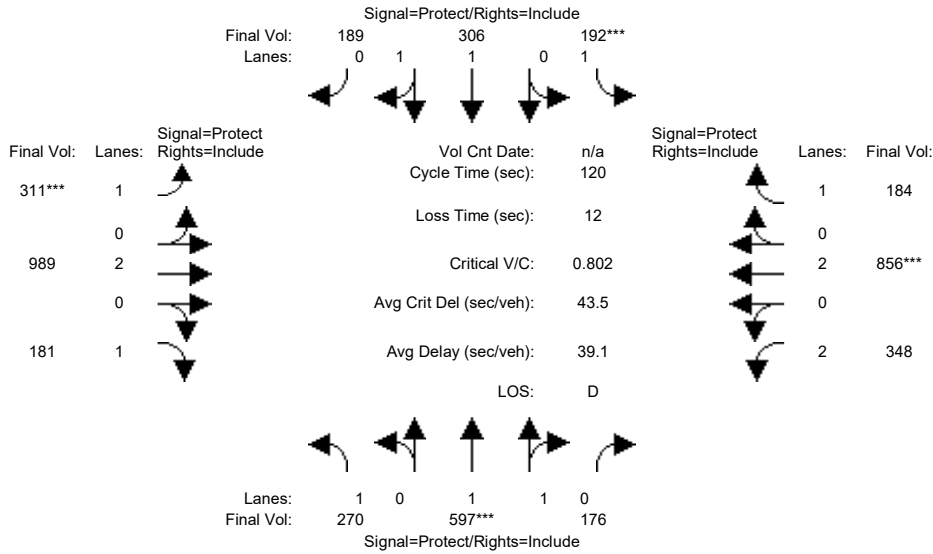 Signal=Protect/Rights=Include
Final Vol: 189 306 192***
Lanes: 0 1 1 0 1
Signal=Protect
Final Vol: Lanes: Rights=Include
Vol Cnt Date: n/a
Signal=Protect
Rights=Include Lanes: Final Vol:
Cycle Time (sec): 120
311*** 1
1 184
Loss Time (sec): 12
0
0
989 2
Critical V/C: 0.802
2 856***
0
Avg Crit Del (sec/veh): 43.5
0
181 1
Avg Delay (sec/veh): 39.1
2 348
LOS: D
Lanes: 1 0 1 1 0
Final Vol: 270 597*** 176
Signal=Protect/Rights=Include